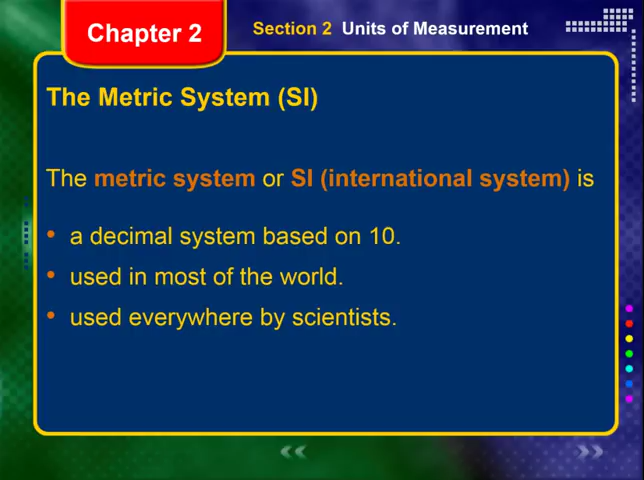 Chapter 2
Section 2 Units of Measurement
The Metric System (SI)
The metric system or SI (international system) is
• a decimal system based on 10.
• used in most of the world.
• used everywhere by scientists.